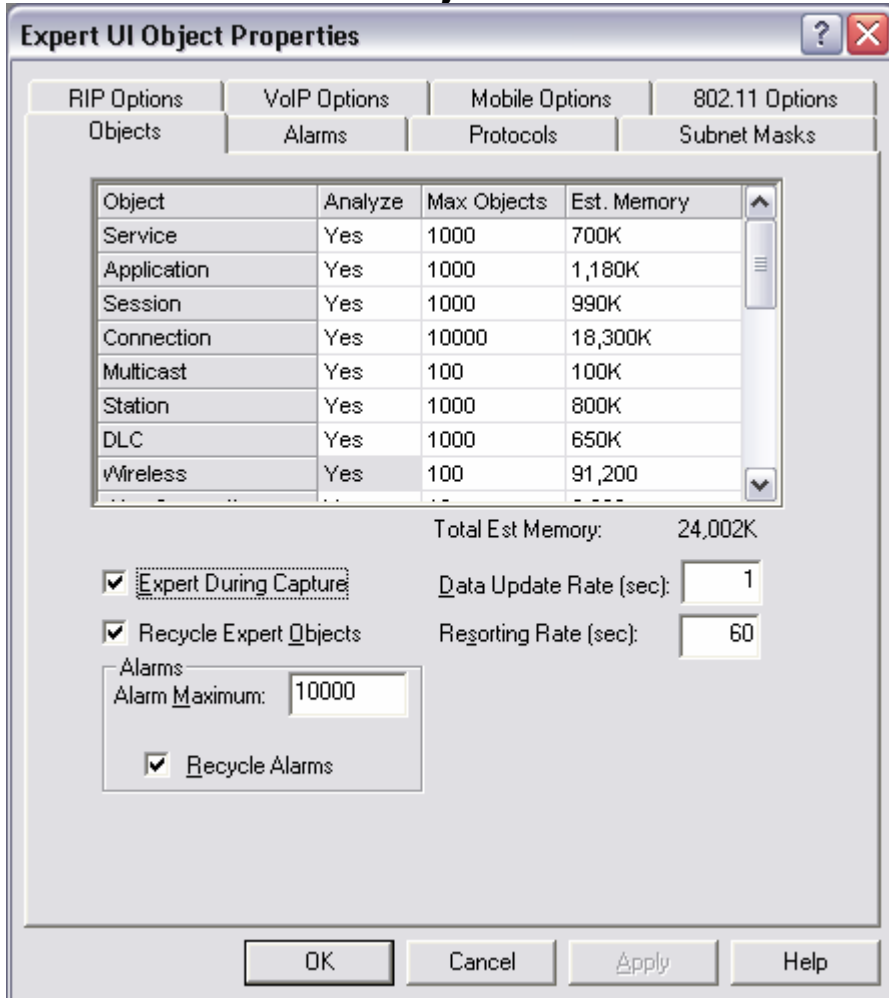 Expert UI Object Properties
RIP Options VoIP Options Mobile Options 802.11 Options
Objects Alarms Protocols Subnet Masks
Object Analyze Max Objects Est. Memory
Service Yes 1000 700K
Application Yes 1000 1,180K
Session Yes 1000 990K
Connection Yes 10000 18,300K
Multicast Yes 100 100K
Station Yes 1000 800K
DLC Yes 1000 650K
Wireless Yes 100 91,200
Total Est Memory: 24,002K
Expert During Capture Data Update Rate (sec): 1
Recycle Expert Objects Resorting Rate (sec): 60
Alarms
Alarm Maximum: 10000
Recycle Alarms
OK Cancel Apply Help